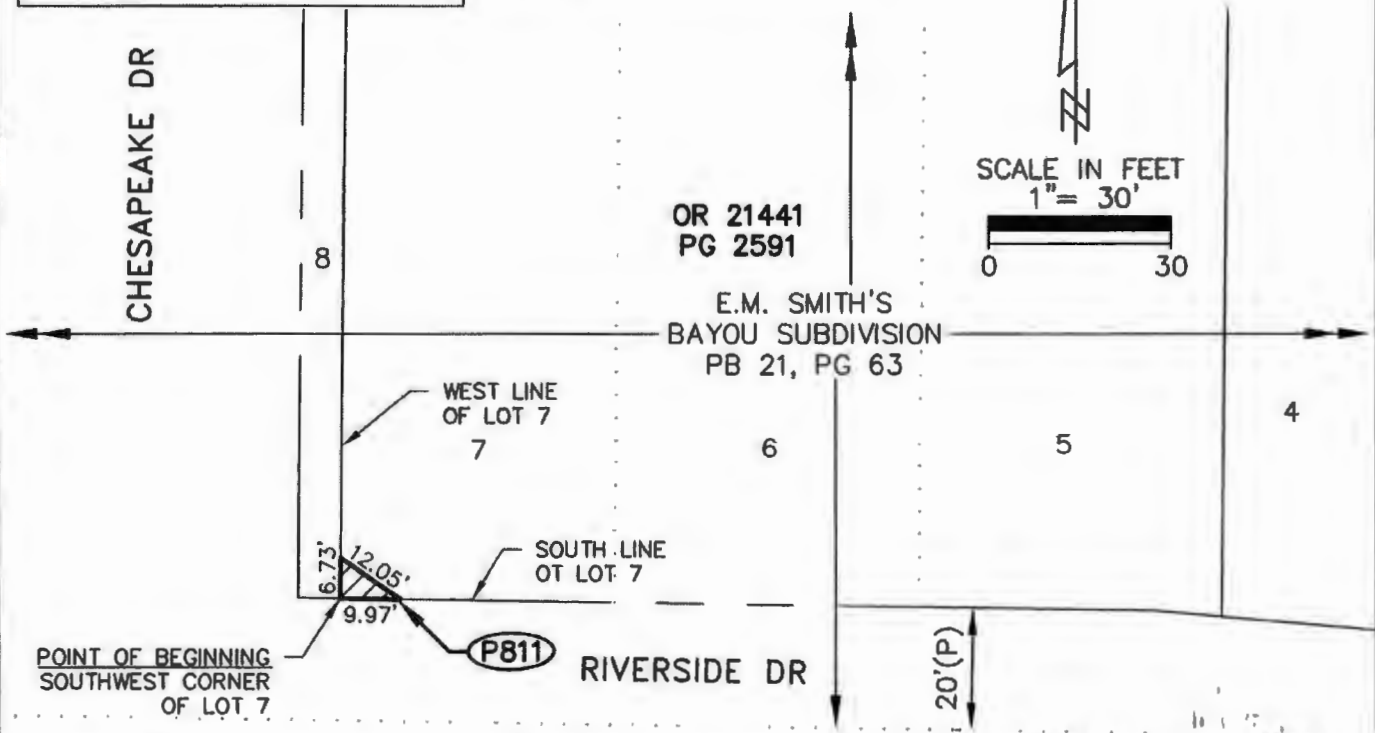 CHESAPEAKE DR
8
OR 21441
PG 2591
SCALE IN FEET
1"= 30'
0 30
E.M. SMITH'S
BAYOU SUBDIVISION
PB 21, PG 63
WEST LINE
OF LOT 7
7
6
5
4
6.73'
12.05'
9.97'
SOUTH LINE
OT LOT 7
P811
POINT OF BEGINNING
SOUTHWEST CORNER
OF LOT 7
RIVERSIDE DR
20'(P)
N